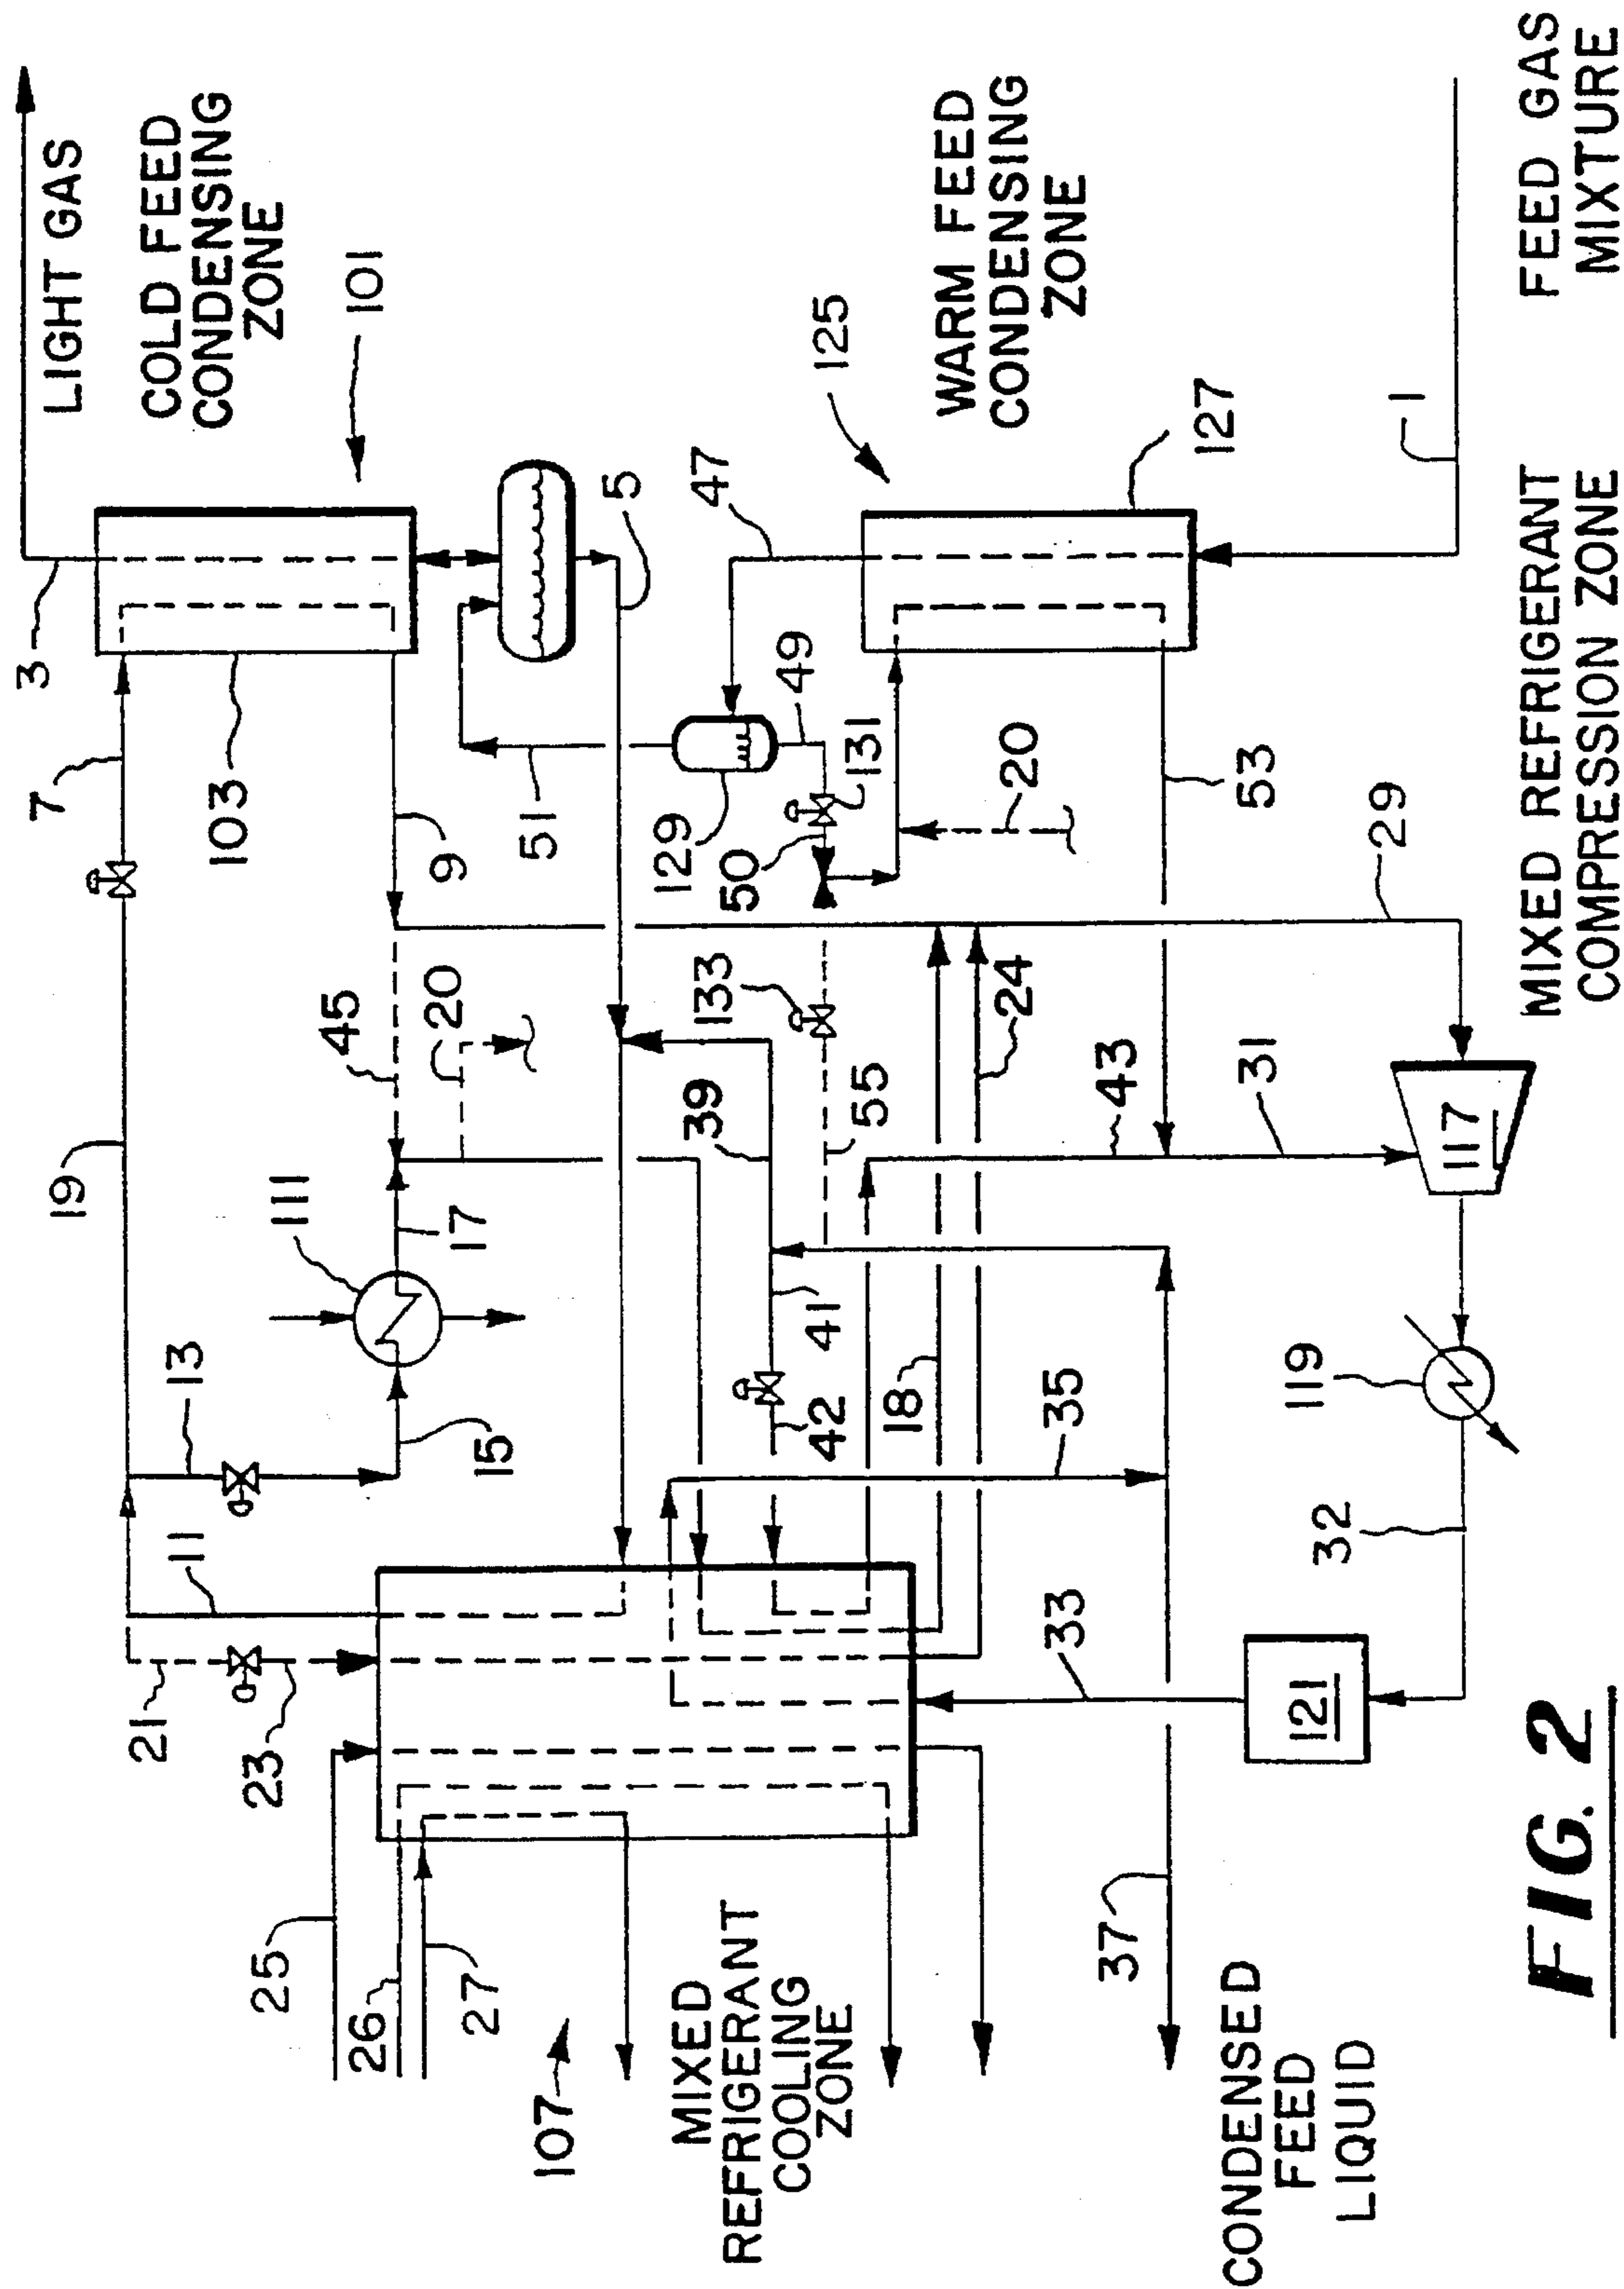 LIGHT GAS
COLD FEED
CONDENSING
ZONE
101
3
7
103
9
5
51
129
47
49
131
50
125
WARM FEED
CONDENSING
ZONE
127
1
FEED GAS
MIXTURE
20
53
29
19
45
20
133
24
39
55
43
31
117
MIXED REFRIGERANT
COMPRESSION ZONE
111
17
13
15
41
42
18
35
119
32
11
21
23
33
121
25
26
27
107
MIXED
REFRIGERANT
COOLING
ZONE
37
CONDENSED
FEED
LIQUID
FIG. 2